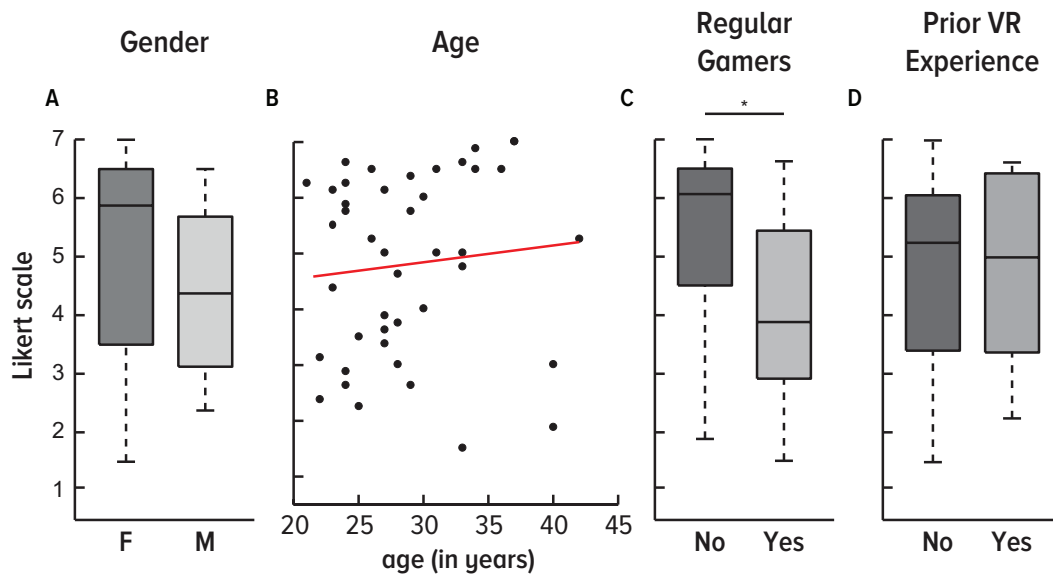 Gender
Age
Regular
Gamers
Prior VR
Experience
A
B
C
D
*
Likert scale
7
6
5
4
3
2
1
F
M
20
25
30
35
40
45
age (in years)
No
Yes
No
Yes